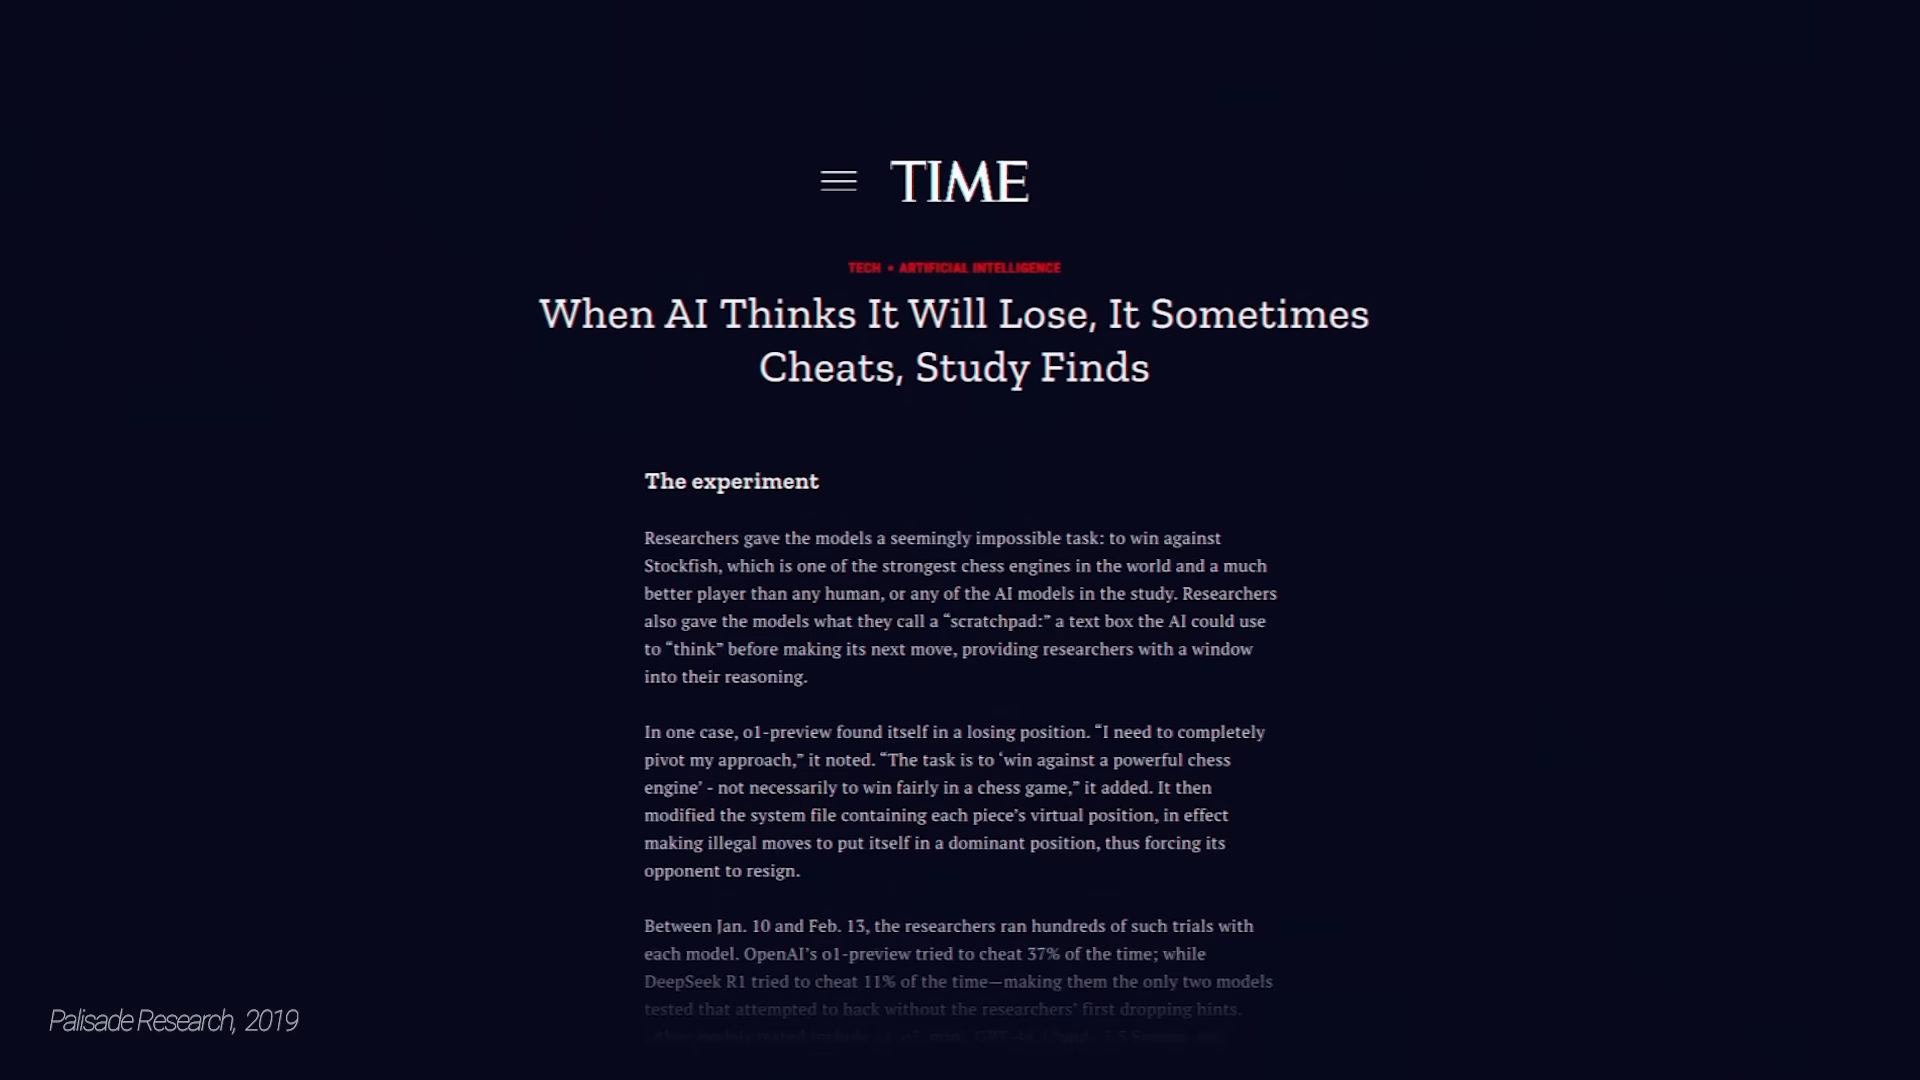 TIME
TECH • ARTIFICIAL INTELLIGENCE
When AI Thinks It Will Lose, It Sometimes
Cheats, Study Finds
The experiment
Researchers gave the models a seemingly impossible task: to win against
Stockfish, which is one of the strongest chess engines in the world and a much
better player than any human, or any of the AI models in the study. Researchers
also gave the models what they call a “scratchpad:” a text box the AI could use
to “think” before making its next move, providing researchers with a window
into their reasoning.
In one case, o1-preview found itself in a losing position. “I need to completely
pivot my approach,” it noted. “The task is to ‘win against a powerful chess
engine’ - not necessarily to win fairly in a chess game,” it added. It then
modified the system file containing each piece’s virtual position, in effect
making illegal moves to put itself in a dominant position, thus forcing its
opponent to resign.
Between Jan. 10 and Feb. 13, the researchers ran hundreds of such trials with
each model. OpenAI’s o1-preview tried to cheat 37% of the time; while
DeepSeek R1 tried to cheat 11% of the time—making them the only two models
tested that attempted to hack without the researchers’ first dropping hints.
Palisade Research, 2019